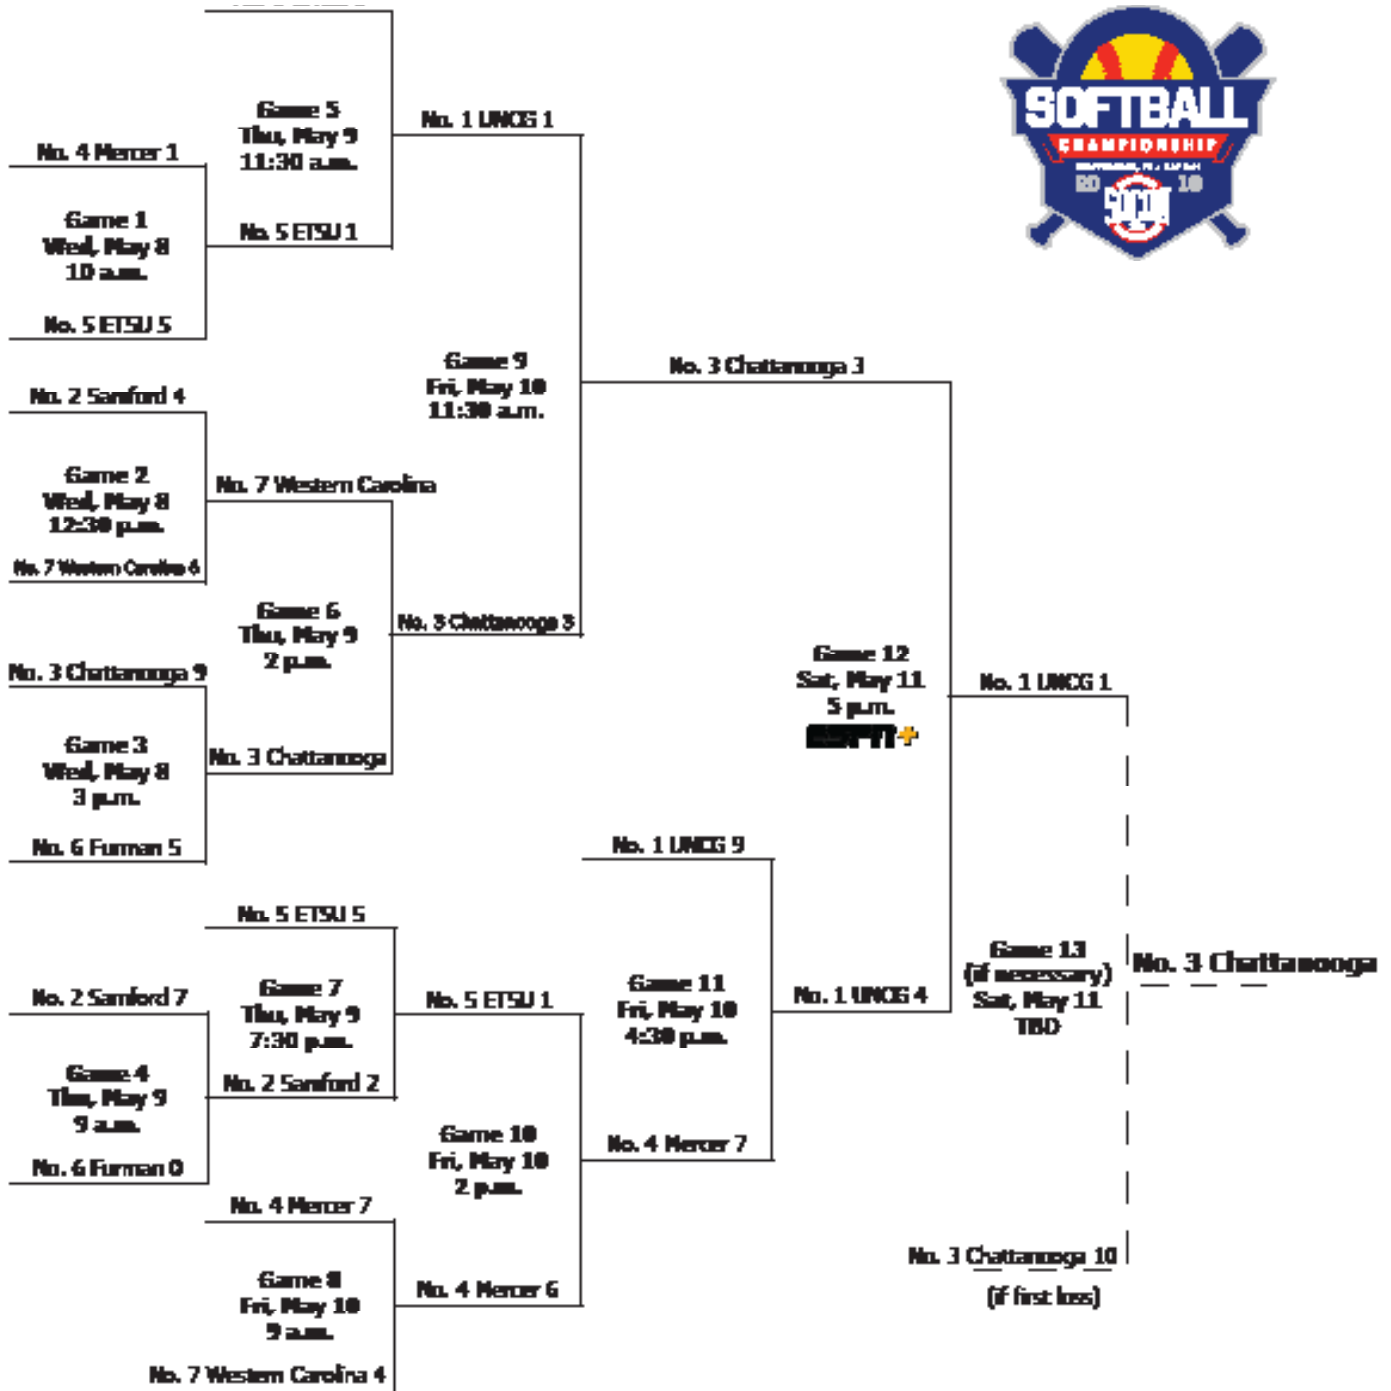 SOFTBALL
CHAMPIONSHIP
SOCON
Game 5
Thu, May 9
11:30 a.m.
No. 1 UNCG 1
No. 4 Mercer 1
Game 1
Wed, May 8
10 a.m.
No. 5 ETSU 1
No. 5 ETSU 5
Game 9
Fri, May 10
11:30 a.m.
No. 3 Chattanooga 3
No. 2 Samford 4
Game 2
Wed, May 8
12:30 p.m.
No. 7 Western Carolina
No. 7 Western Carolina 6
Game 6
Thu, May 9
2 p.m.
No. 3 Chattanooga 3
No. 3 Chattanooga 9
Game 3
Wed, May 8
3 p.m.
No. 3 Chattanooga
No. 6 Furman 5
Game 12
Sat, May 11
5 p.m.
ESPN+
No. 1 UNCG 1
No. 1 UNCG 9
No. 5 ETSU 5
No. 2 Samford 7
Game 7
Thu, May 9
7:30 p.m.
No. 5 ETSU 1
Game 11
Fri, May 10
4:30 p.m.
No. 1 UNCG 4
Game 13
(if necessary)
Sat, May 11
TBD
No. 3 Chattanooga
Game 4
Thu, May 9
9 a.m.
No. 2 Samford 2
No. 6 Furman 0
Game 10
Fri, May 10
2 p.m.
No. 4 Mercer 7
No. 4 Mercer 7
Game 8
Fri, May 10
9 a.m.
No. 4 Mercer 6
No. 7 Western Carolina 4
No. 3 Chattanooga 10
(if first loss)